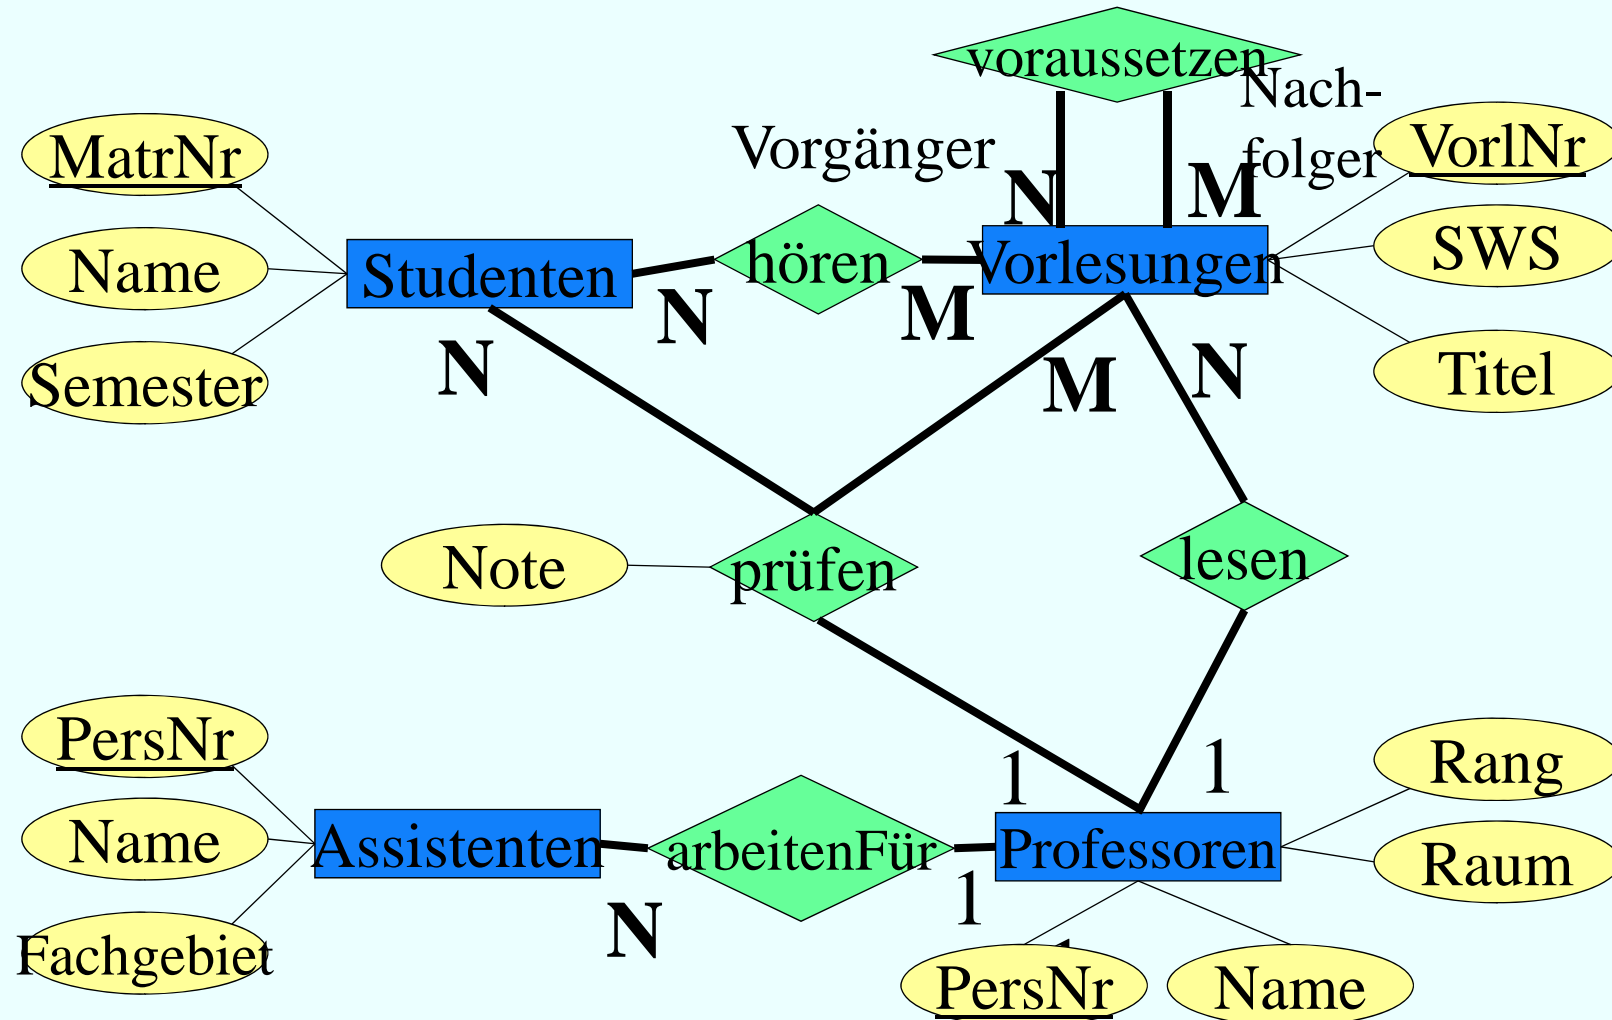 voraussetzen
Nach-
folger
Vorgänger
N
M
MatrNr
VorlNr
Name
SWS
Studenten
hören
Vorlesungen
N
M
Semester
Titel
N
M
N
Note
prüfen
lesen
PersNr
1
1
Rang
Name
Assistenten
arbeitenFür
Professoren
Raum
N
1
Fachgebiet
PersNr
Name